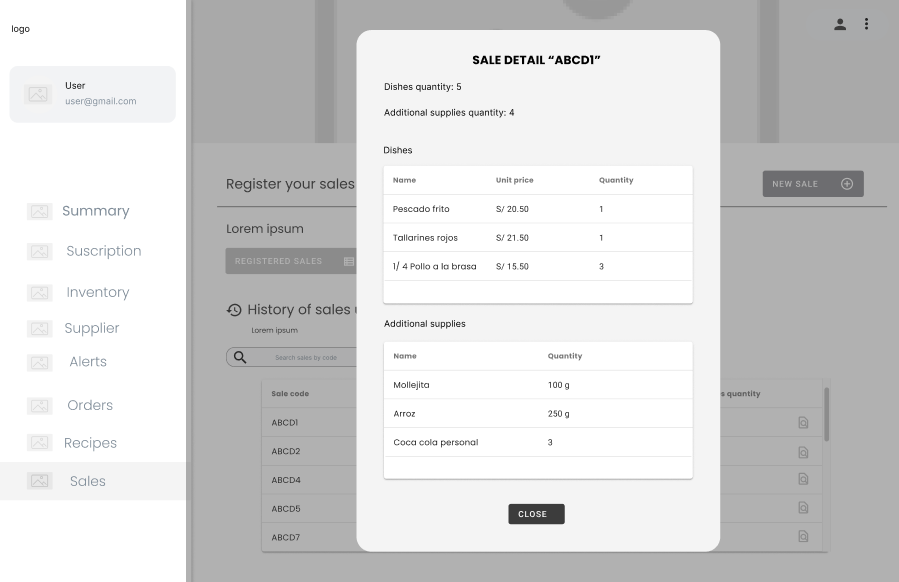 logo
User
user@gmail.com
Summary
Suscription
Inventory
Supplier
Alerts
Orders
Recipes
Sales
Register your sales
NEW SALE
Lorem ipsum
REGISTERED SALES
History of sales
Lorem ipsum
Search sales by code
Sale code
s quantity
ABCD1
ABCD2
ABCD4
ABCD5
ABCD7
SALE DETAIL “ABCD1”
Dishes quantity: 5
Additional supplies quantity: 4
Dishes
Name Unit price Quantity
Pescado frito S/ 20.50 1
Tallarines rojos S/ 21.50 1
1/ 4 Pollo a la brasa S/ 15.50 3
Additional supplies
Name Quantity
Mollejita 100 g
Arroz 250 g
Coca cola personal 3
CLOSE